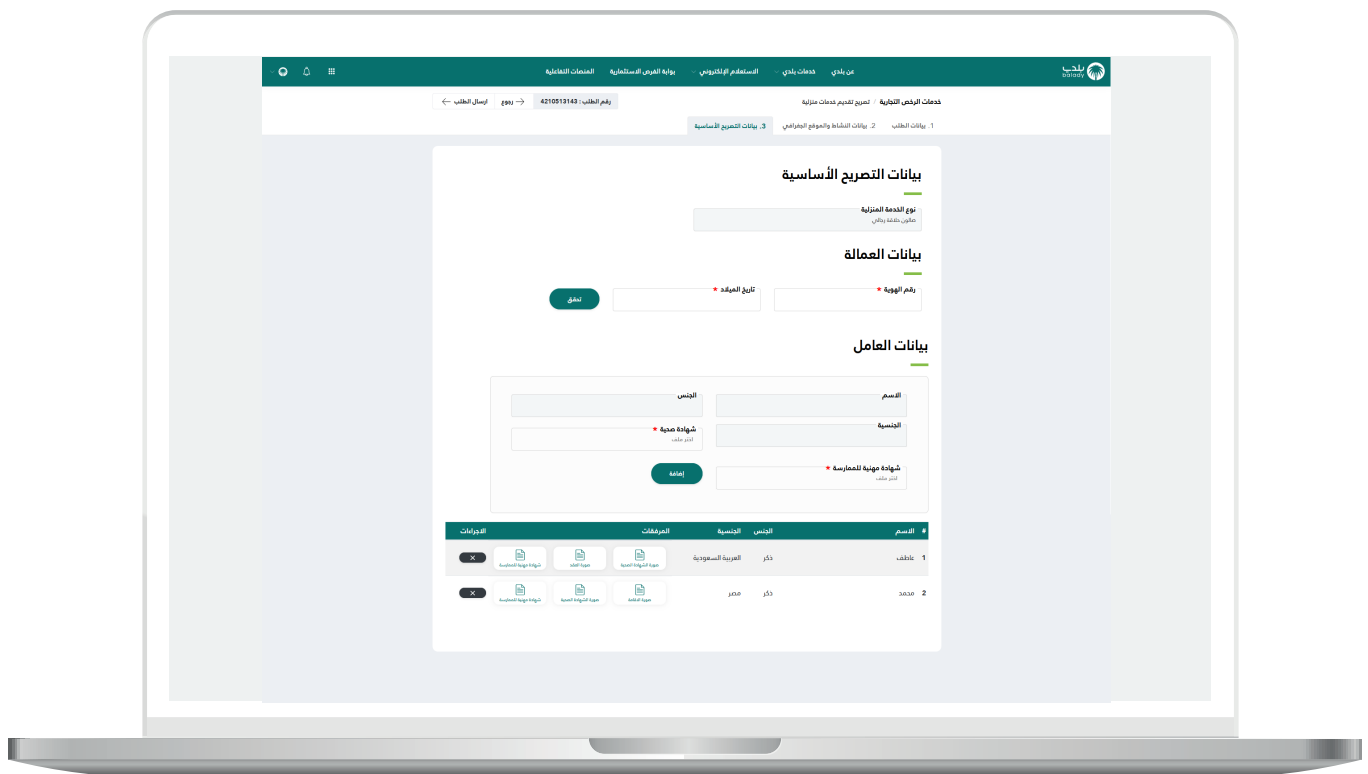 بلدي
balady
عن بلدي
خدمات بلدي
الاستعلام الإلكتروني
بوابة الفرص الاستثمارية
المنصات التفاعلية
خدمات الرخص التجارية / تصريح تقديم خدمات منزلية
رقم الطلب : 4210513143
رجوع
ارسال الطلب
1. بيانات الطلب
2. بيانات النشاط والموقع الجغرافي
3. بيانات التصريح الأساسية
بيانات التصريح الأساسية
نوع الخدمة المنزلية
صالون حلاقة رجالي
بيانات العمالة
رقم الهوية *
تاريخ الميلاد *
تحقق
بيانات العامل
الاسم
الجنس
الجنسية
شهادة صحية *
اختر ملف
شهادة مهنية للممارسة *
اختر ملف
إضافة
# الاسم الجنس الجنسية المرفقات الاجراءات
1 عاطف ذكر العربية السعودية
صورة الشهادة الصحية
صورة العقد
شهادة مهنية للممارسة
2 محمد ذكر مصر
صورة الاقامة
صورة الشهادة الصحية
شهادة مهنية للممارسة